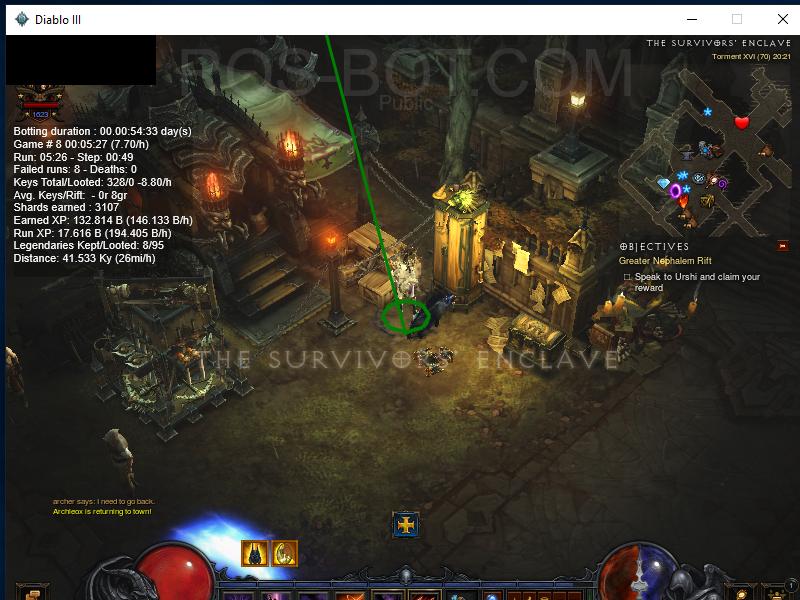 Diablo III
ROS-BOT.COM
Public
THE SURVIVORS' ENCLAVE
Torment XVI (70) 20:21
1623
Botting duration : 00.00:54:33 day(s)
Game # 8 00:05:27 (7.70/h)
Run: 05:26 - Step: 00:49
Failed runs: 8 - Deaths: 0
Keys Total/Looted: 328/0 -8.80/h
Avg. Keys/Rift:  - 0r 8gr
Shards earned : 3107
Earned XP: 132.814 B (146.133 B/h)
Run XP: 17.616 B (194.405 B/h)
Legendaries Kept/Looted: 8/95
Distance: 41.533 Ky (26mi/h)
OBJECTIVES
Greater Nephalem Rift
Speak to Urshi and claim your
reward
THE SURVIVORS' ENCLAVE
archer says: I need to go back.
Archleox is returning to town!
1